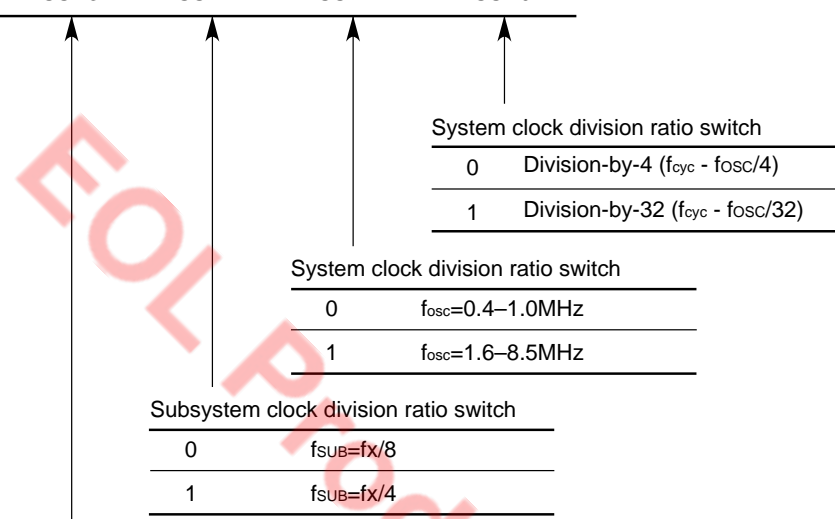 System clock division ratio switch
0 Division-by-4 (fcyc - fOSC/4)
1 Division-by-32 (fcyc - fOSC/32)
System clock division ratio switch
0 fosc=0.4–1.0MHz
1 fosc=1.6–8.5MHz
Subsystem clock division ratio switch
0 fSUB=fx/8
1 fSUB=fx/4
EOL Prod